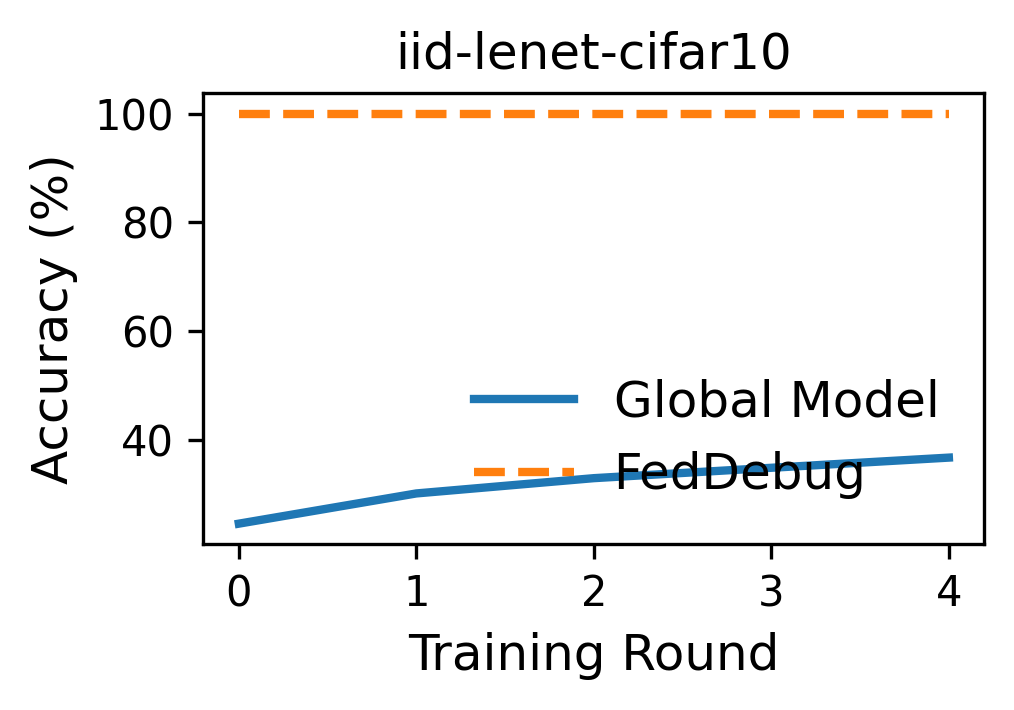 iid-lenet-cifar10
Accuracy (%)
100
80
60
40
Global Model
FedDebug
0 1 2 3 4
Training Round